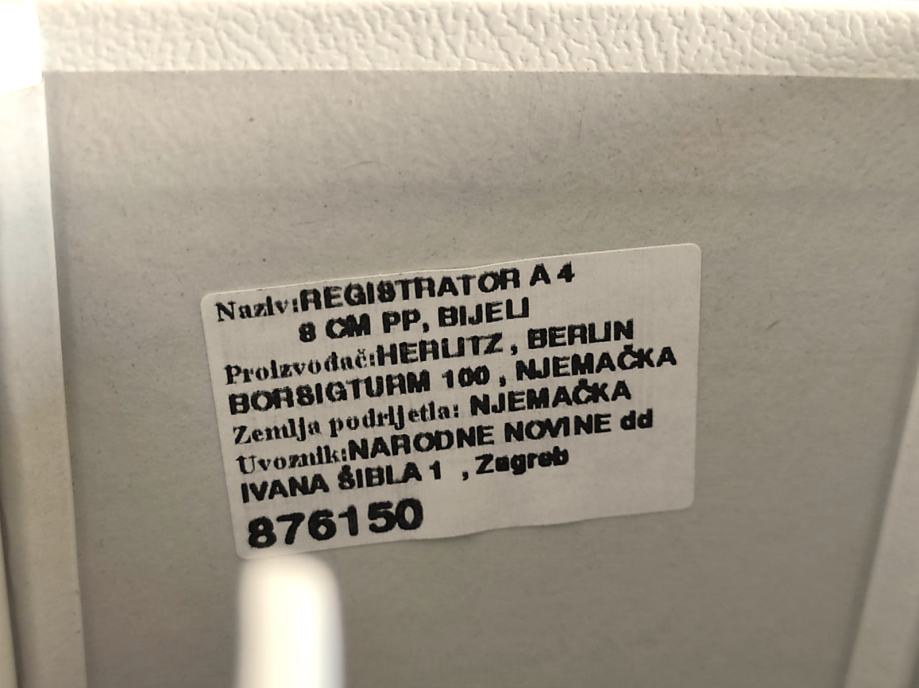 Naziv:REGISTRATOR A 4
8 CM PP, BIJELI
Proizvođač:HERLITZ , BERLIN
BORSIGTURM 100 , NJEMAČKA
Zemlja podrijetla: NJEMAČKA
Uvoznik:NARODNE NOVINE dd
IVANA ŠIBLA 1 , Zagreb
876150